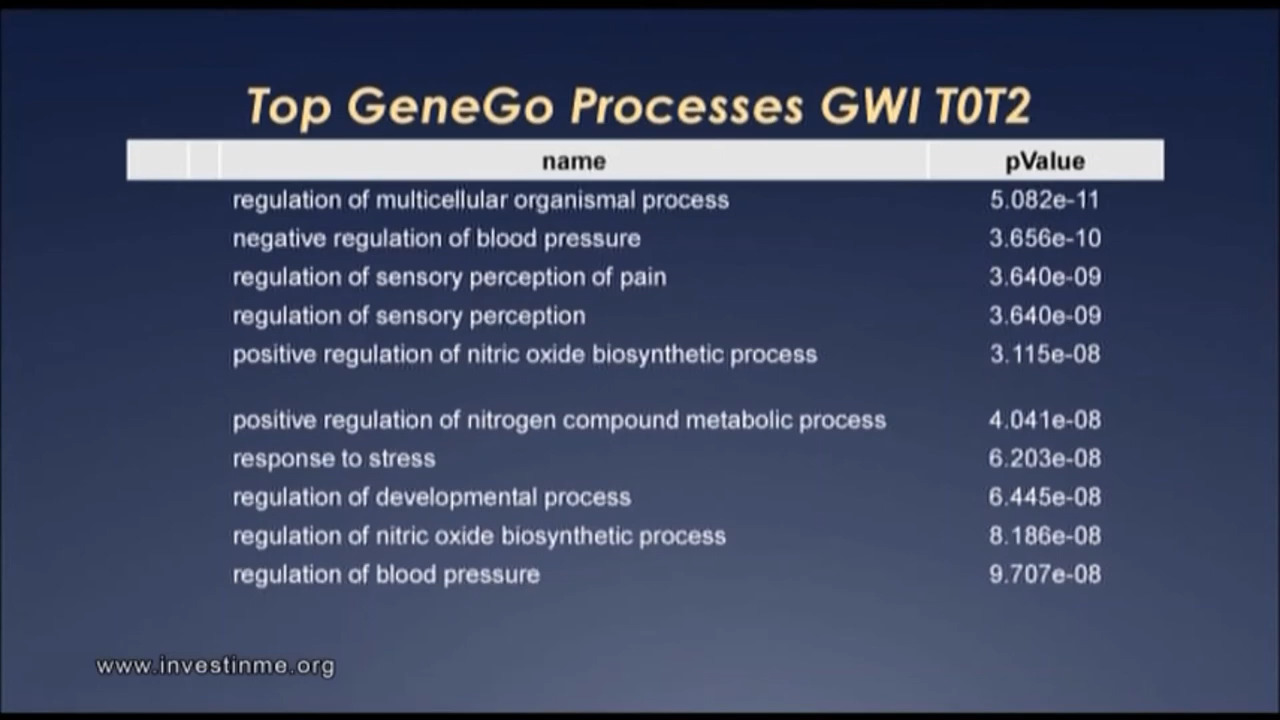 Top GeneGo Processes GWI T0T2
name pValue
regulation of multicellular organismal process 5.082e-11
negative regulation of blood pressure 3.656e-10
regulation of sensory perception of pain 3.640e-09
regulation of sensory perception 3.640e-09
positive regulation of nitric oxide biosynthetic process 3.115e-08
positive regulation of nitrogen compound metabolic process 4.041e-08
response to stress 6.203e-08
regulation of developmental process 6.445e-08
regulation of nitric oxide biosynthetic process 8.186e-08
regulation of blood pressure 9.707e-08
www.investinme.org